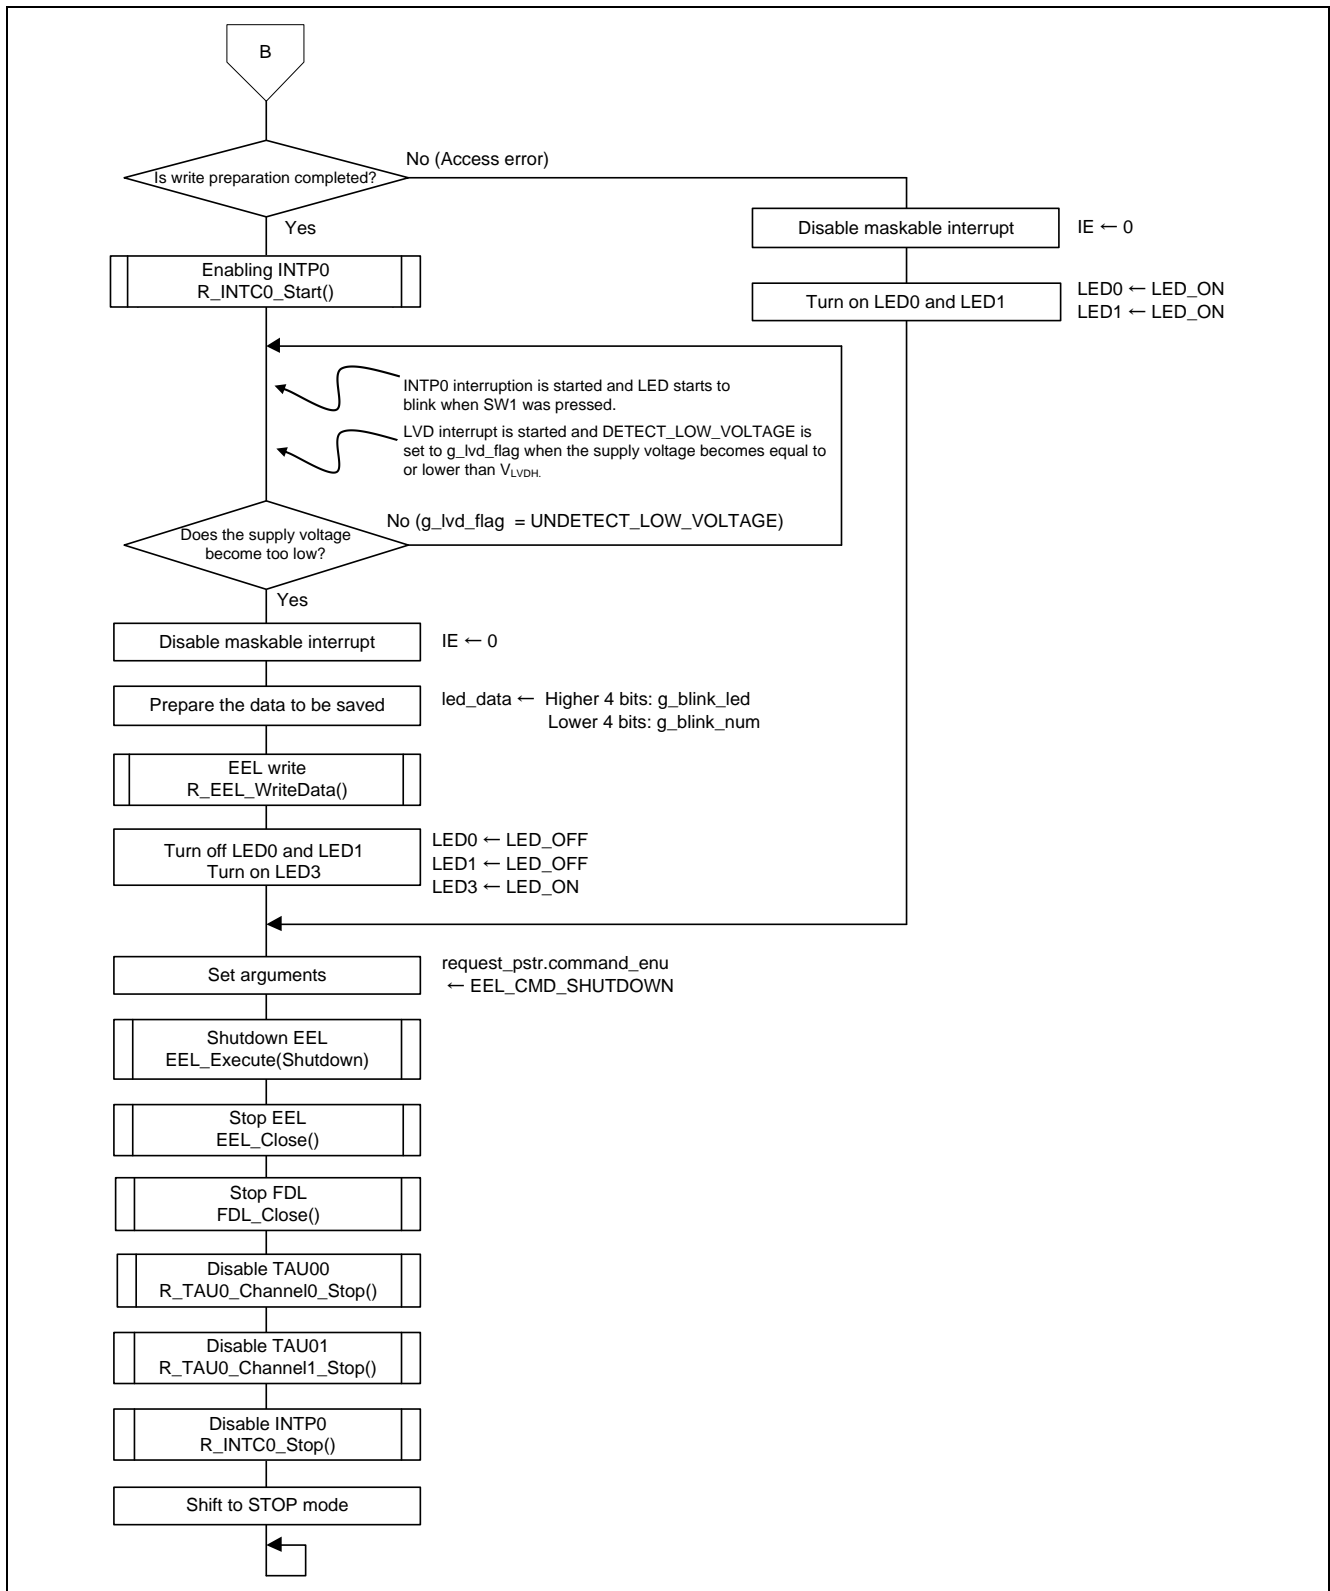 B
Is write preparation completed?
No (Access error)
Yes
Disable maskable interrupt
IE ← 0
Enabling INTP0
R_INTC0_Start()
Turn on LED0 and LED1
LED0 ← LED_ON
LED1 ← LED_ON
INTP0 interruption is started and LED starts to
blink when SW1 was pressed.
LVD interrupt is started and DETECT_LOW_VOLTAGE is
set to g_lvd_flag when the supply voltage becomes equal to
or lower than VLVDH.
Does the supply voltage
become too low?
No (g_lvd_flag = UNDETECT_LOW_VOLTAGE)
Yes
Disable maskable interrupt
IE ← 0
Prepare the data to be saved
led_data ← Higher 4 bits: g_blink_led
Lower 4 bits: g_blink_num
EEL write
R_EEL_WriteData()
Turn off LED0 and LED1
Turn on LED3
LED0 ← LED_OFF
LED1 ← LED_OFF
LED3 ← LED_ON
Set arguments
request_pstr.command_enu
← EEL_CMD_SHUTDOWN
Shutdown EEL
EEL_Execute(Shutdown)
Stop EEL
EEL_Close()
Stop FDL
FDL_Close()
Disable TAU00
R_TAU0_Channel0_Stop()
Disable TAU01
R_TAU0_Channel1_Stop()
Disable INTP0
R_INTC0_Stop()
Shift to STOP mode